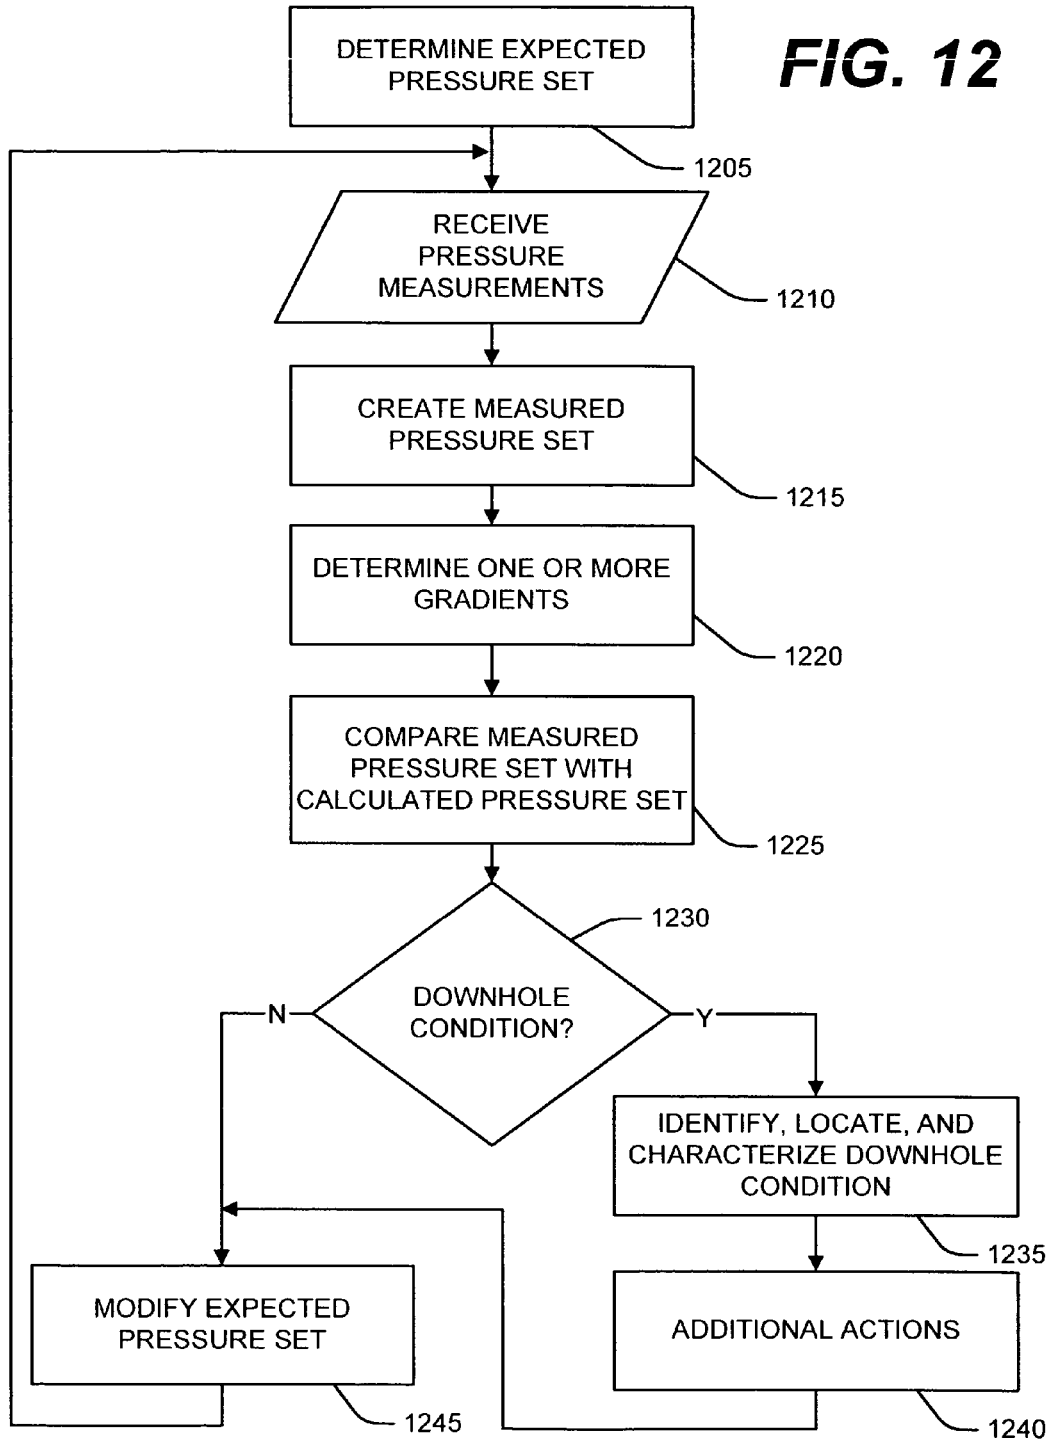 DETERMINE EXPECTED
PRESSURE SET
FIG. 12
1205
RECEIVE
PRESSURE
MEASUREMENTS
1210
CREATE MEASURED
PRESSURE SET
1215
DETERMINE ONE OR MORE
GRADIENTS
1220
COMPARE MEASURED
PRESSURE SET WITH
CALCULATED PRESSURE SET
1225
1230
DOWNHOLE
CONDITION?
N
Y
IDENTIFY, LOCATE, AND
CHARACTERIZE DOWNHOLE
CONDITION
1235
MODIFY EXPECTED
PRESSURE SET
1245
ADDITIONAL ACTIONS
1240